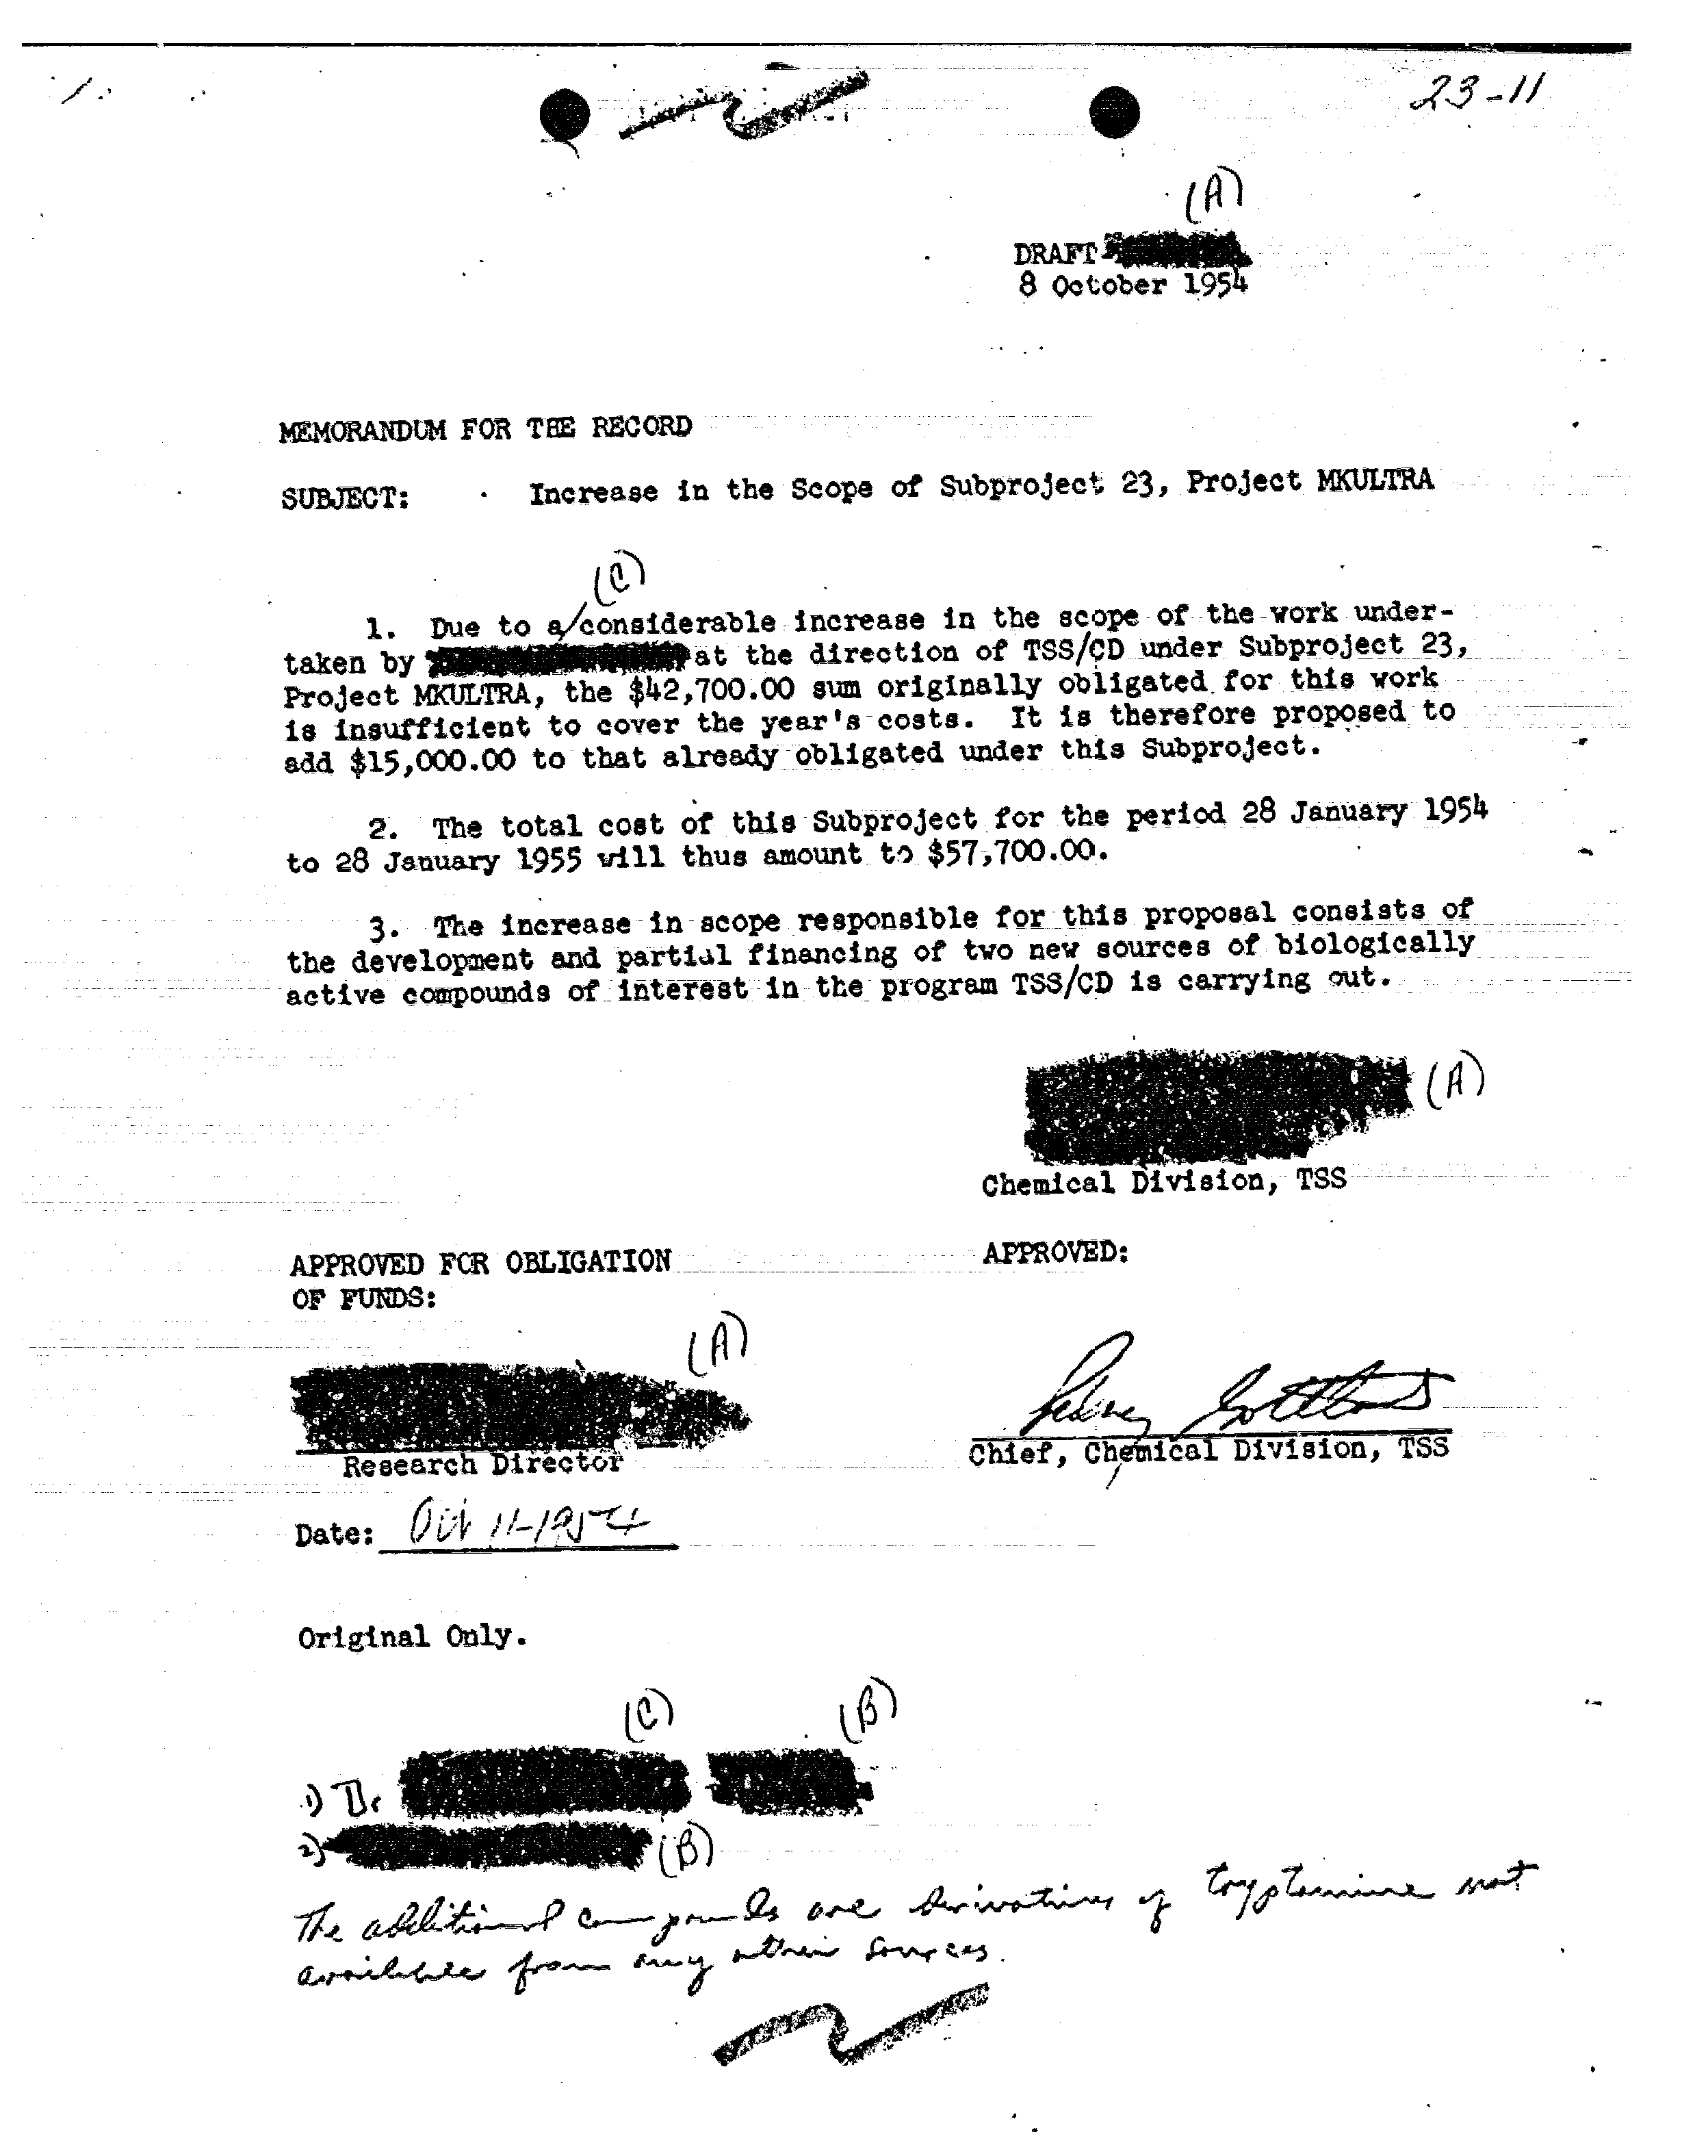 23-11
(A)
DRAFT
8 October 1954
MEMORANDUM FOR THE RECORD
SUBJECT: Increase in the Scope of Subproject 23, Project MKULTRA
(C)
1. Due to a/considerable increase in the scope of the work under-
taken by at the direction of TSS/CD under Subproject 23,
Project MKULTRA, the $42,700.00 sum originally obligated for this work
is insufficient to cover the year's costs. It is therefore proposed to
add $15,000.00 to that already obligated under this Subproject.
2. The total cost of this Subproject for the period 28 January 1954
to 28 January 1955 will thus amount to $57,700.00.
3. The increase in scope responsible for this proposal consists of
the development and partial financing of two new sources of biologically
active compounds of interest in the program TSS/CD is carrying out.
(A)
Chemical Division, TSS
APPROVED FOR OBLIGATION
OF FUNDS:
APPROVED:
(A)
Sidney Gottlieb
Research Director
Chief, Chemical Division, TSS
Date: Oct 11-1954
Original Only.
(C) (B)
1) Dr
2) (B)
The additional compounds are derivatives of tryptamine not
available from any other sources.